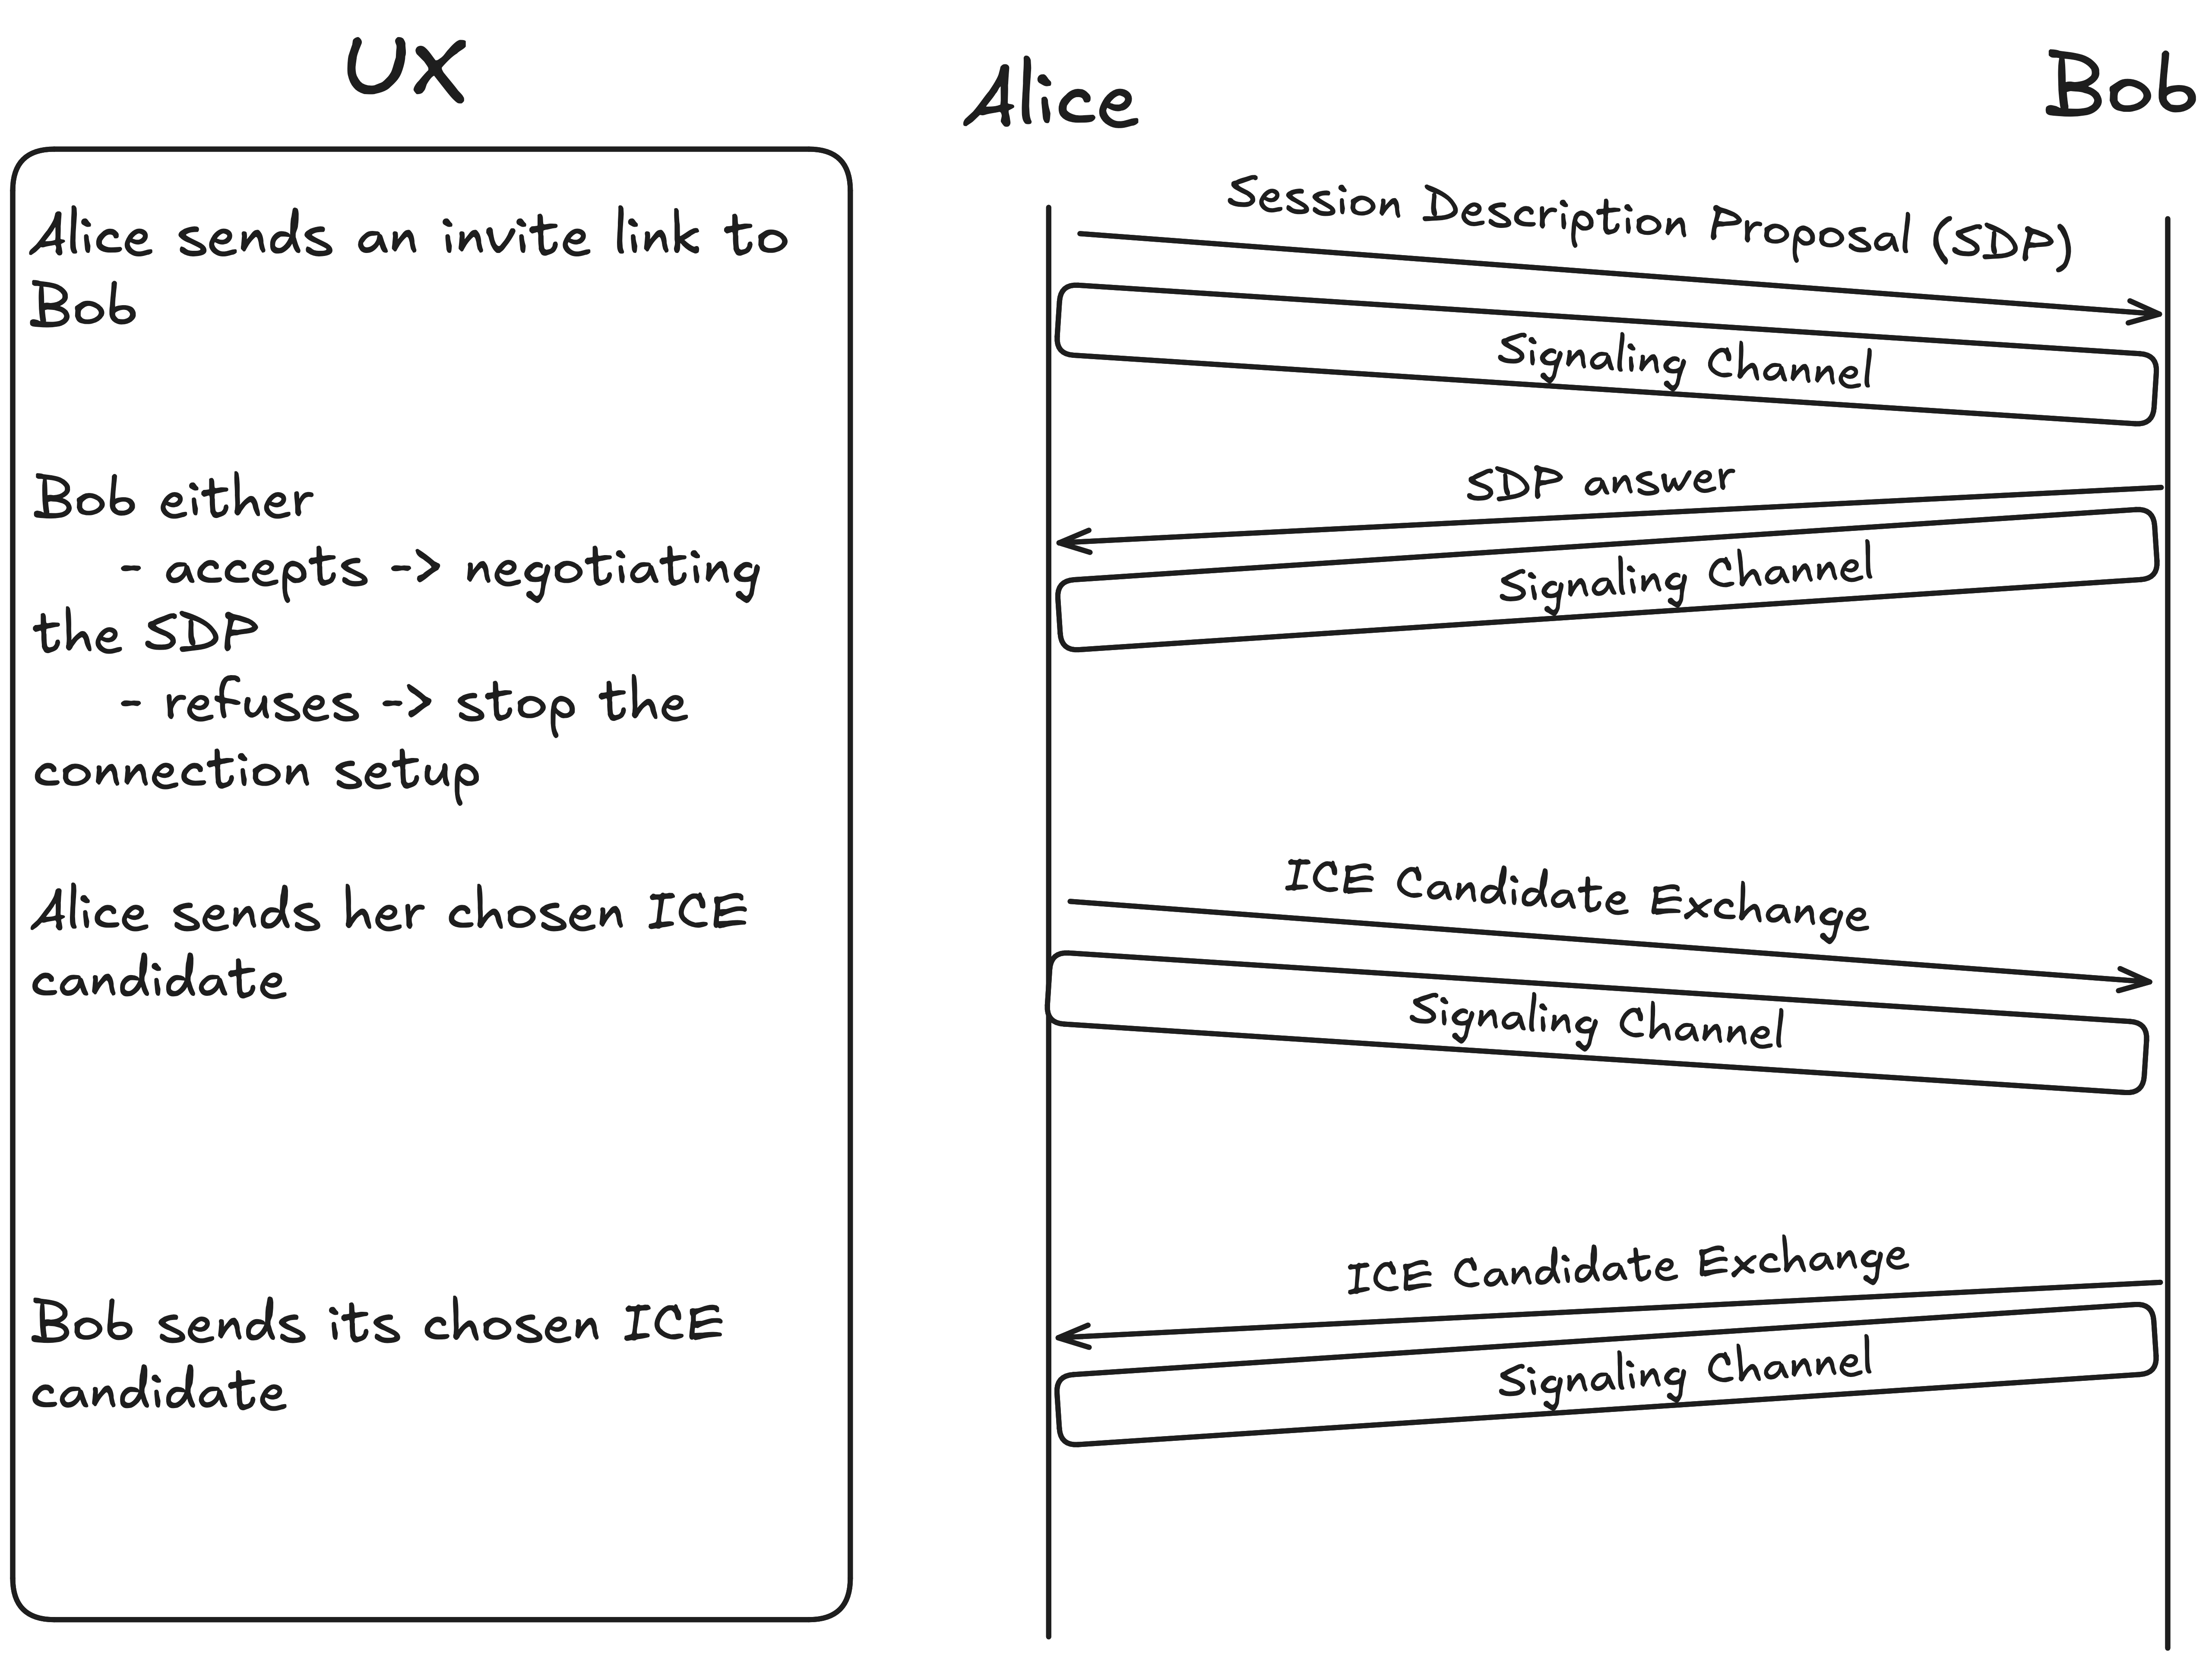 UX
Alice
Bob
Alice sends an invite link to
Bob
Bob either
- accepts -> negotiating
the SDP
- refuses -> stop the
connection setup
Alice sends her chosen ICE
candidate
Bob sends its chosen ICE
candidate
Session Description Proposal (SDP)
Signaling Channel
SDP answer
Signaling Channel
ICE Candidate Exchange
Signaling Channel
ICE Candidate Exchange
Signaling Channel